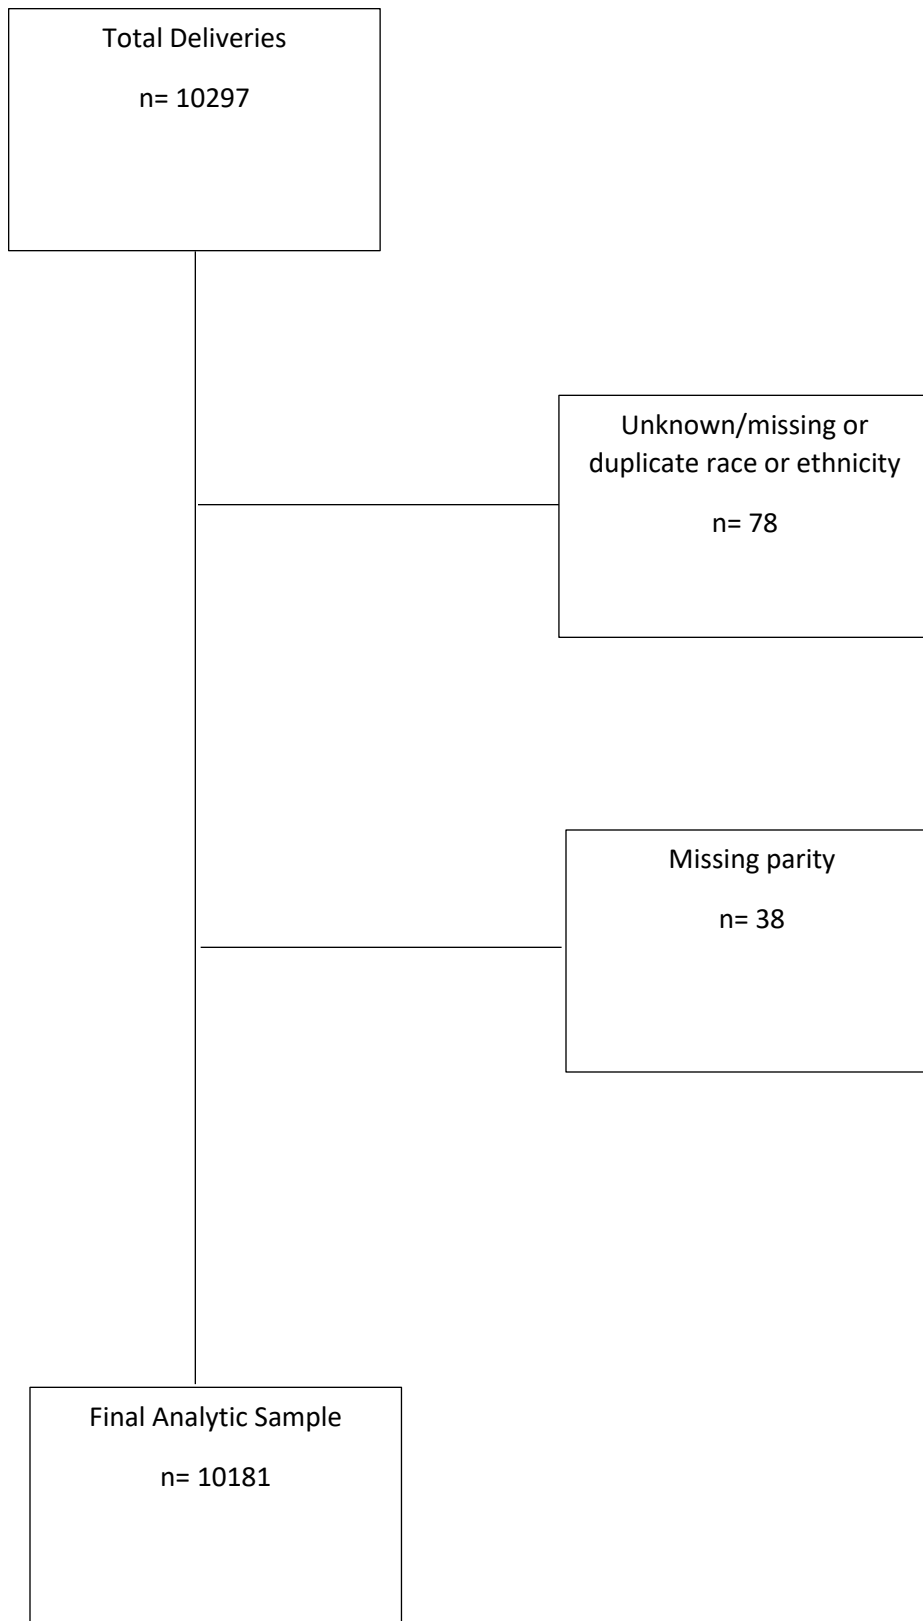 Total Deliveries
n= 10297
Unknown/missing or
duplicate race or ethnicity
n= 78
Missing parity
n= 38
Final Analytic Sample
n= 10181